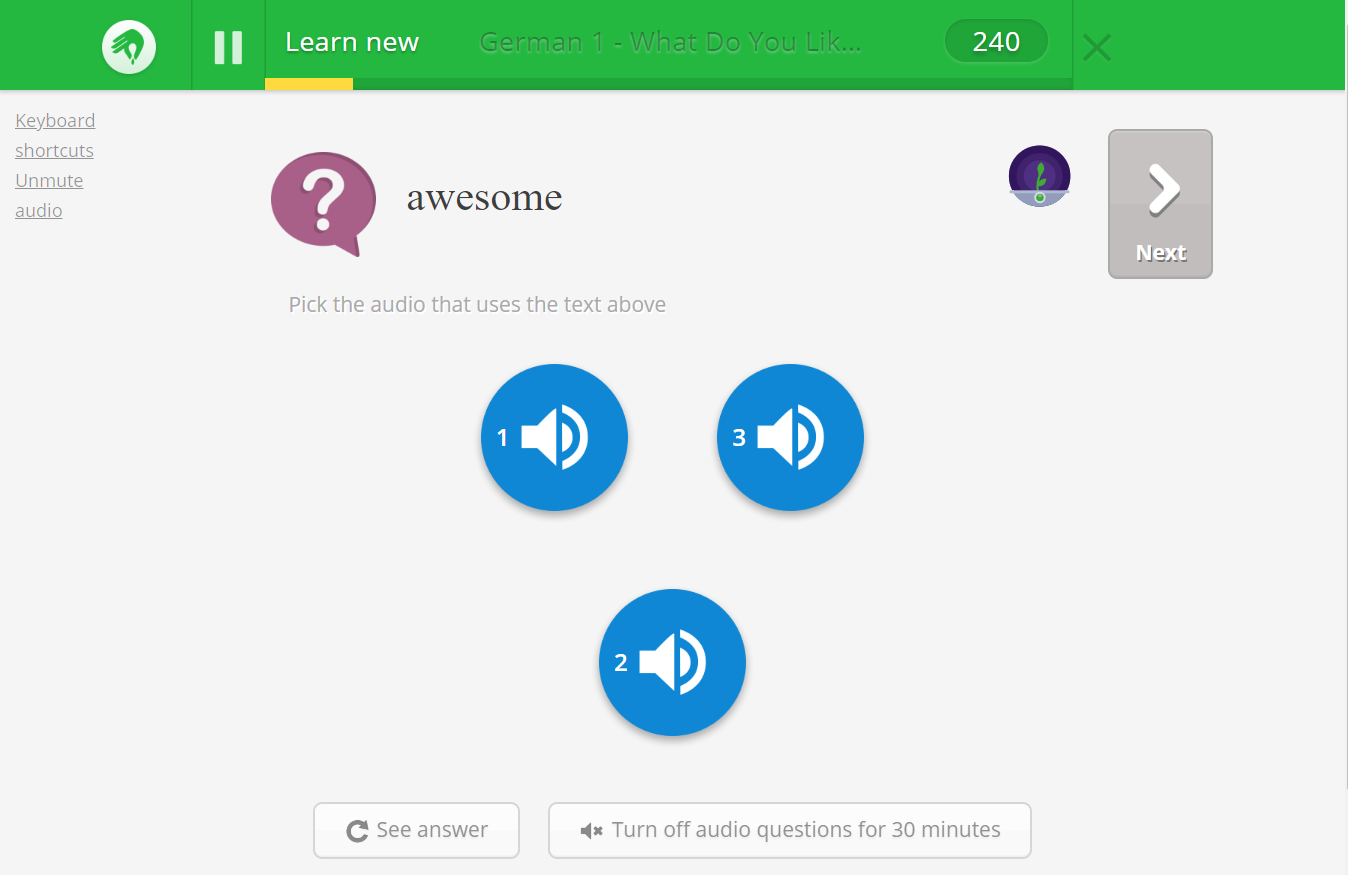 Learn new
German 1 - What Do You Lik...
240
Keyboard
shortcuts
Unmute
audio
?
awesome
Next
Pick the audio that uses the text above
1
3
2
See answer
Turn off audio questions for 30 minutes